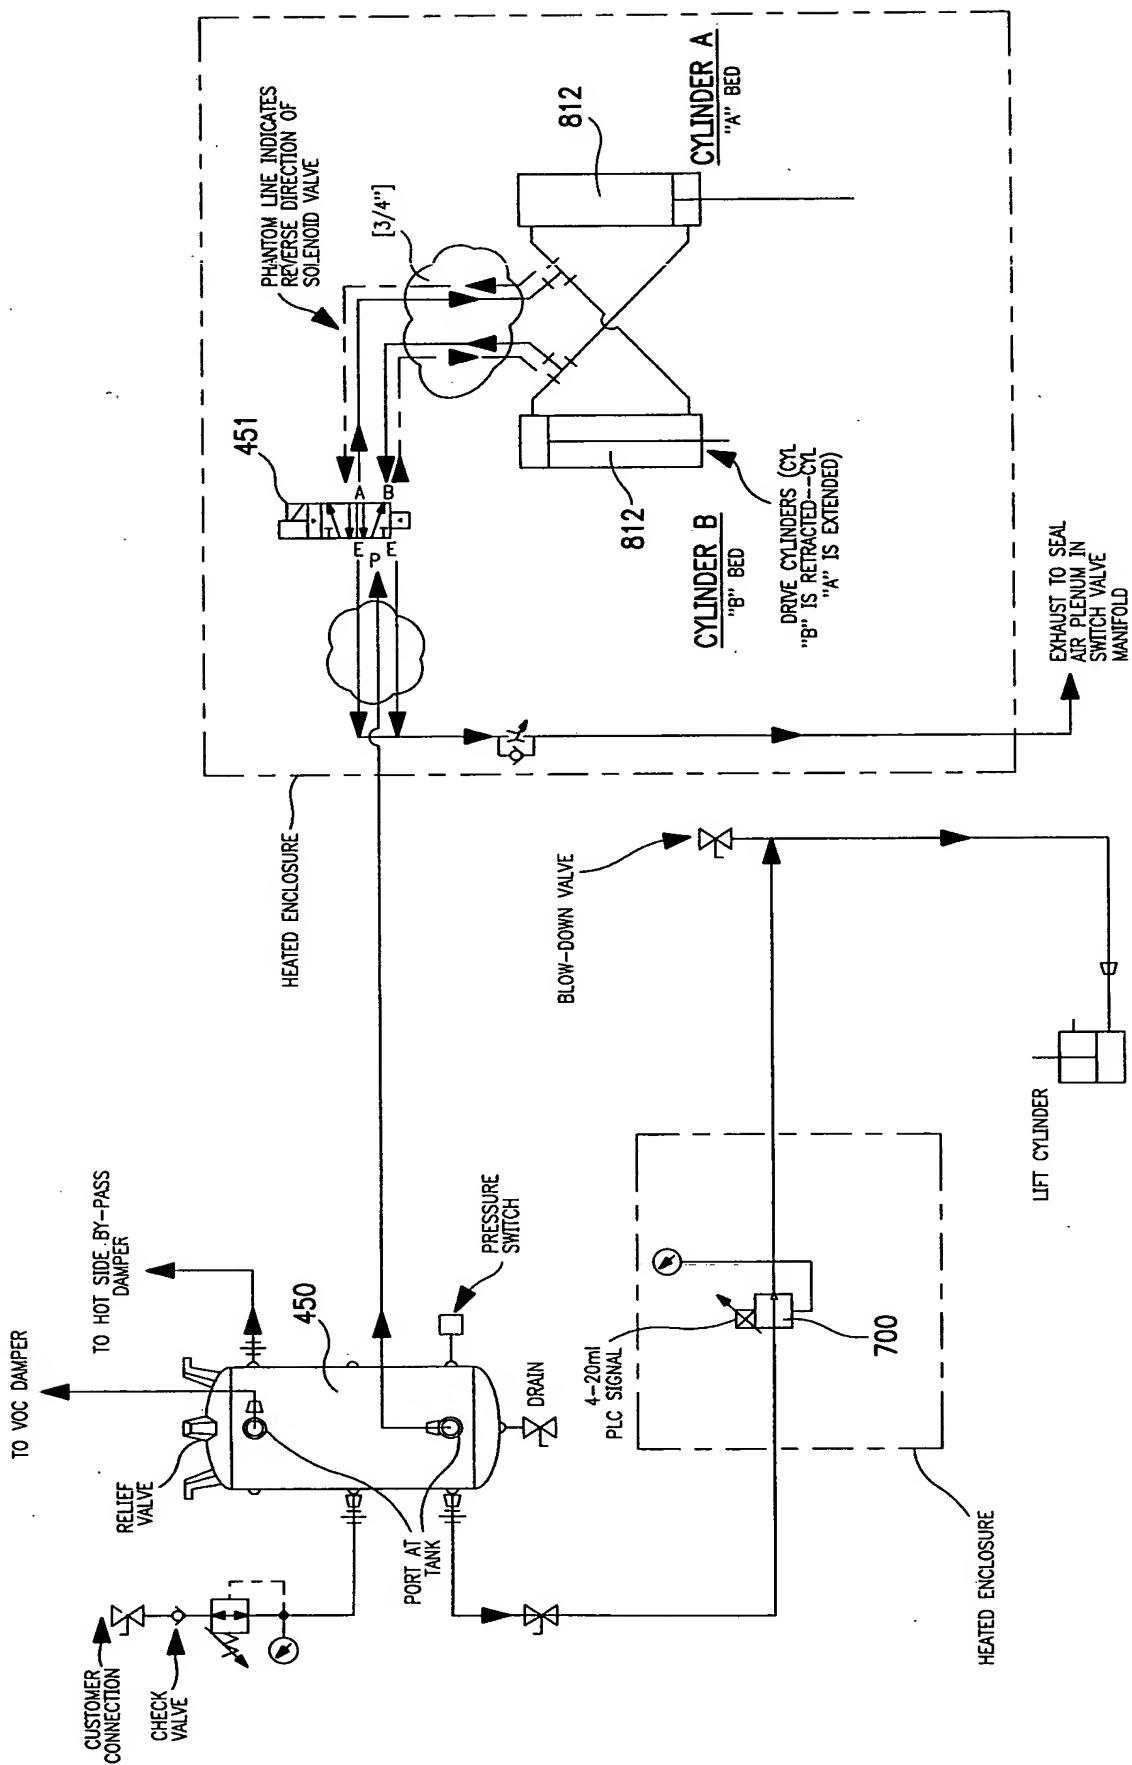 CUSTOMER
CONNECTION
CHECK
VALVE
RELIEF
VALVE
TO VOC DAMPER
TO HOT SIDE BY-PASS
DAMPER
450
PORT AT
TANK
DRAIN
PRESSURE
SWITCH
4-20ml
PLC SIGNAL
700
HEATED ENCLOSURE
LIFT CYLINDER
BLOW-DOWN VALVE
HEATED ENCLOSURE
451
PHANTOM LINE INDICATES
REVERSE DIRECTION OF
SOLENOID VALVE
[3/4"]
A
B
E
P
E
T
T
812
CYLINDER A
"A" BED
812
CYLINDER B
"B" BED
DRIVE CYLINDERS (CYL
"B" IS RETRACTED---CYL
"A" IS EXTENDED)
EXHAUST TO SEAL
AIR PLENUM IN
SWITCH VALVE
MANIFOLD